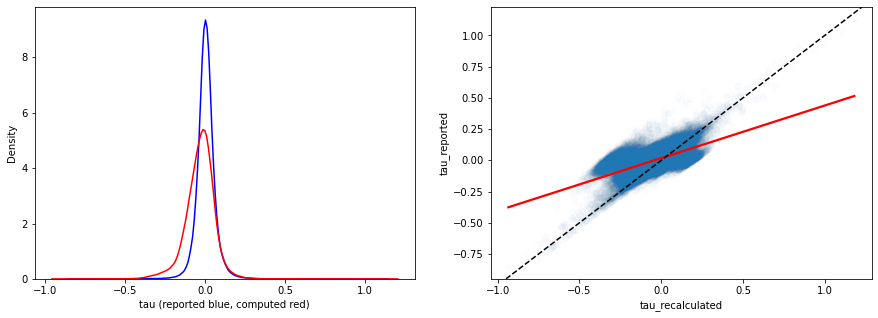 Density
8
6
4
2
0
-1.0 -0.5 0.0 0.5 1.0
tau (reported blue, computed red)
tau_reported
1.00
0.75
0.50
0.25
0.00
-0.25
-0.50
-0.75
-1.0 -0.5 0.0 0.5 1.0
tau_recalculated